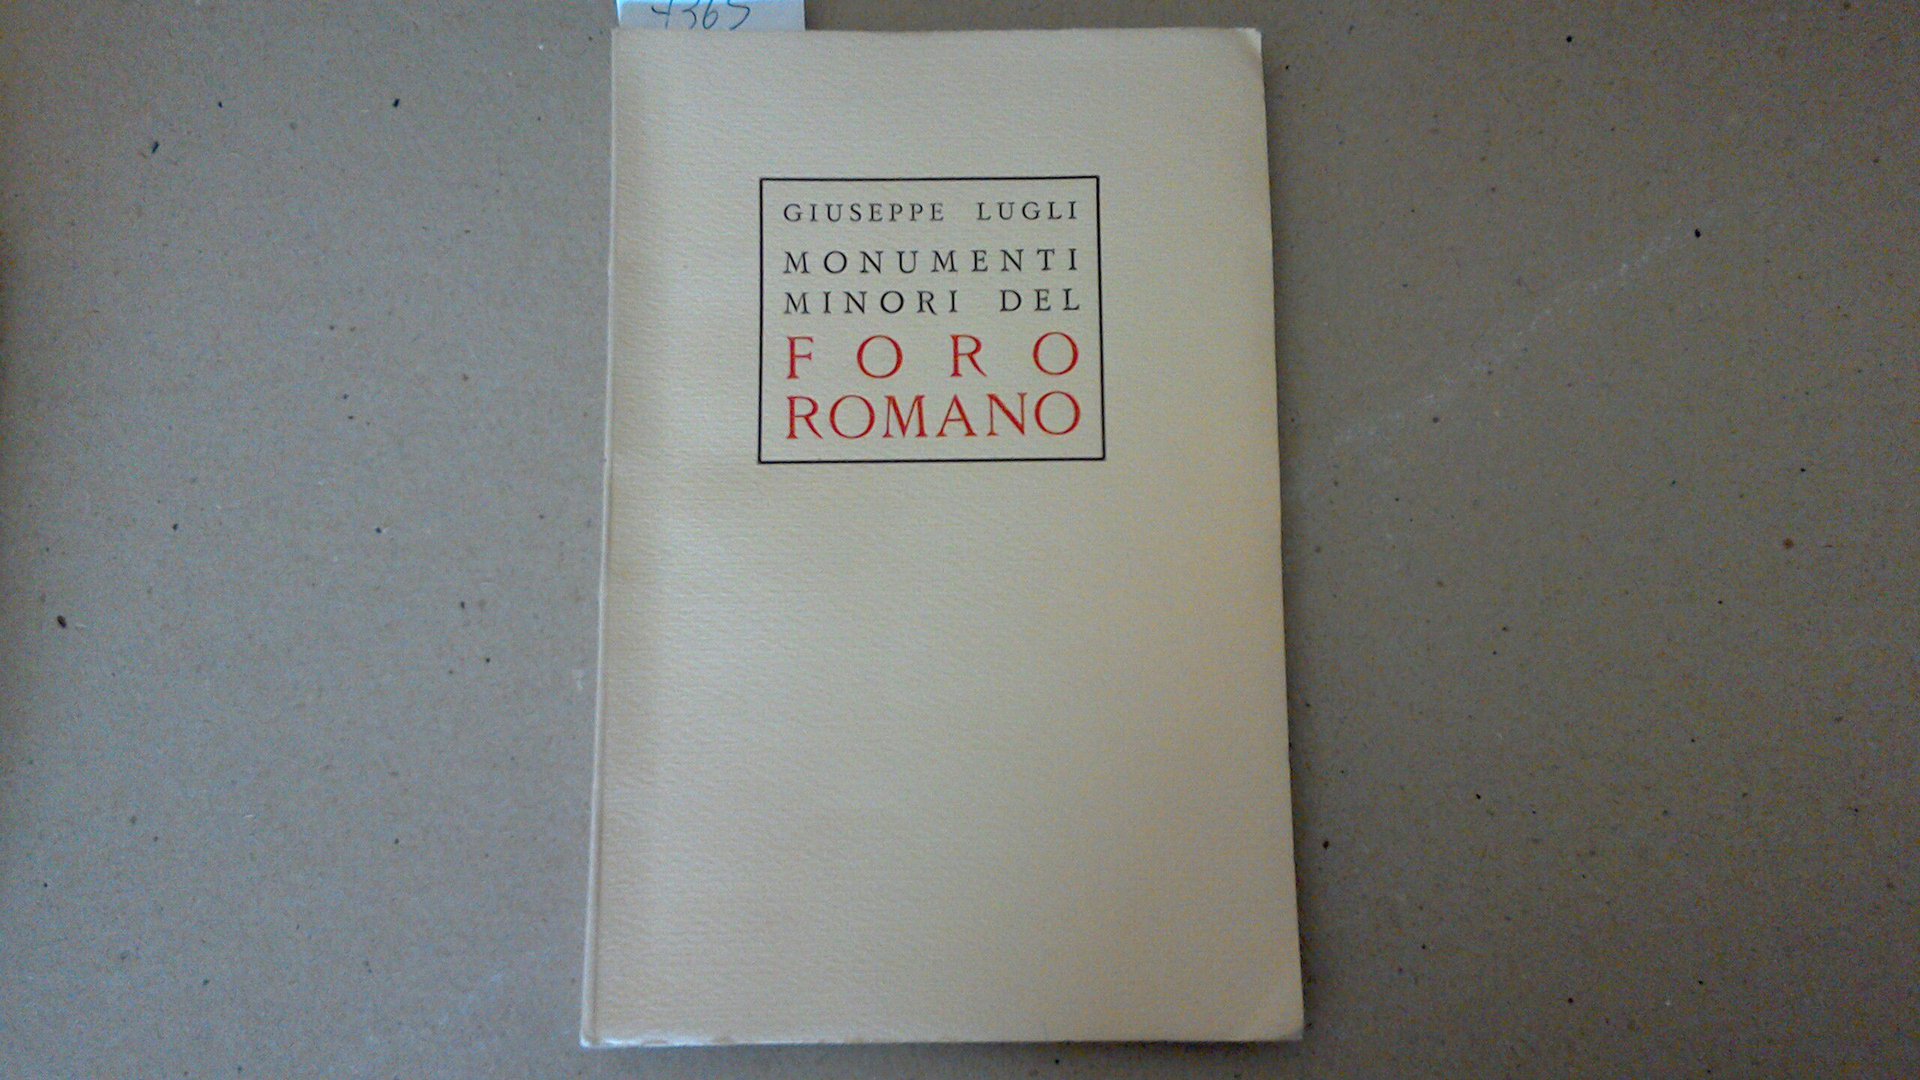 GIUSEPPE LUGLI
MONUMENTI
MINORI DEL
FORO
ROMANO